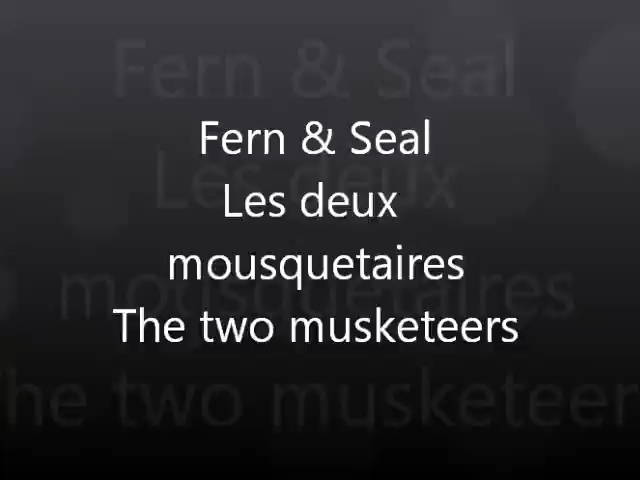 Fern & Seal
Les deux
mousquetaires
The two musketeers